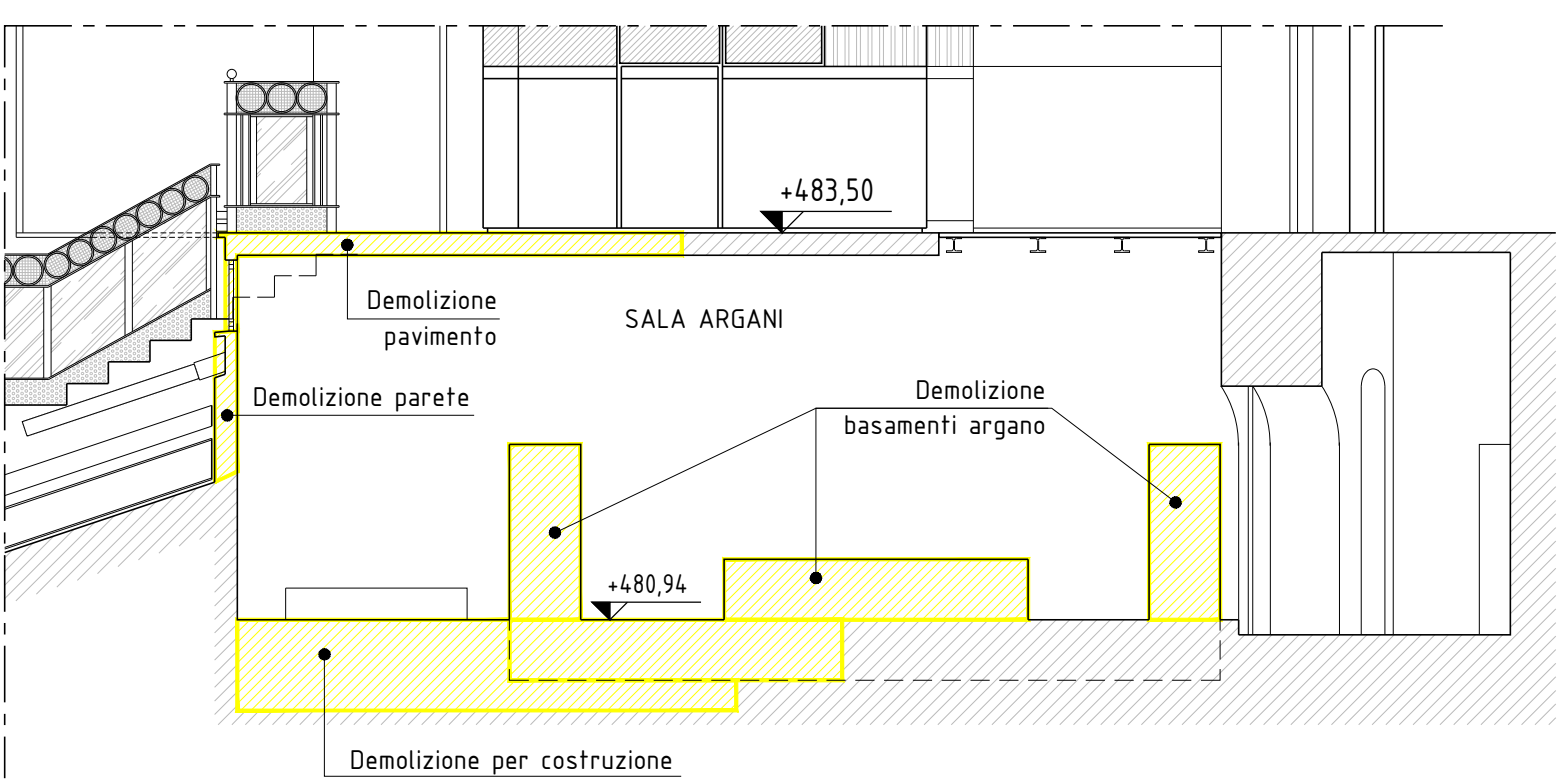 +483,50
Demolizione
pavimento
SALA ARGANI
Demolizione parete
Demolizione
basamenti argano
+480,94
Demolizione per costruzione